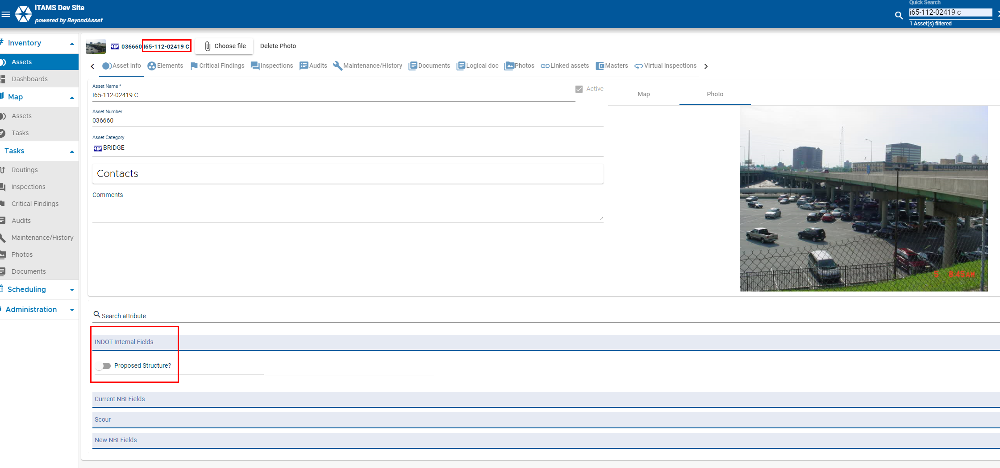 iTAMS Dev Site
powered by BeyondAsset
Quick Search
i65-112-02419 c
1 Asset(s) filtered
Inventory
Assets
Dashboards
Map
Assets
Tasks
Tasks
Routings
Inspections
Critical Findings
Audits
Maintenance/History
Photos
Documents
Scheduling
Administration
036660 I65-112-02419 C
Choose file
Delete Photo
Asset Info
Elements
Critical Findings
Inspections
Audits
Maintenance/History
Documents
Logical doc
Photos
Linked assets
Masters
Virtual inspections
Asset Name *
I65-112-02419 C
Active
Asset Number
036660
Asset Category
BRIDGE
Contacts
Comments
Map
Photo
5 8:45AM
Search attribute
INDOT Internal Fields
Proposed Structure?
Current NBI Fields
Scour
New NBI Fields